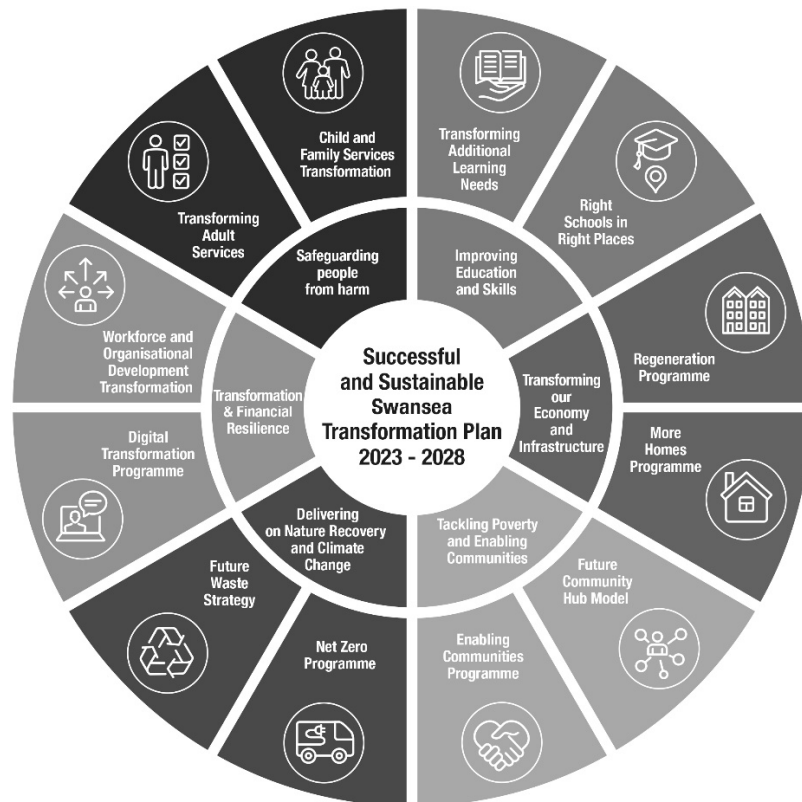 Successful
and Sustainable
Swansea
Transformation Plan
2023 - 2028
Safeguarding
people
from harm
Child and
Family Services
Transformation
Transforming
Adult
Services
Improving
Education
and Skills
Transforming
Additional
Learning
Needs
Right
Schools in
Right Places
Transforming
our
Economy
and
Infrastructure
Regeneration
Programme
More
Homes
Programme
Tackling Poverty
and Enabling
Communities
Future
Community
Hub Model
Enabling
Communities
Programme
Delivering
on Nature Recovery
and Climate
Change
Net Zero
Programme
Future
Waste
Strategy
Transformation
& Financial
Resilience
Digital
Transformation
Programme
Workforce and
Organisational
Development
Transformation